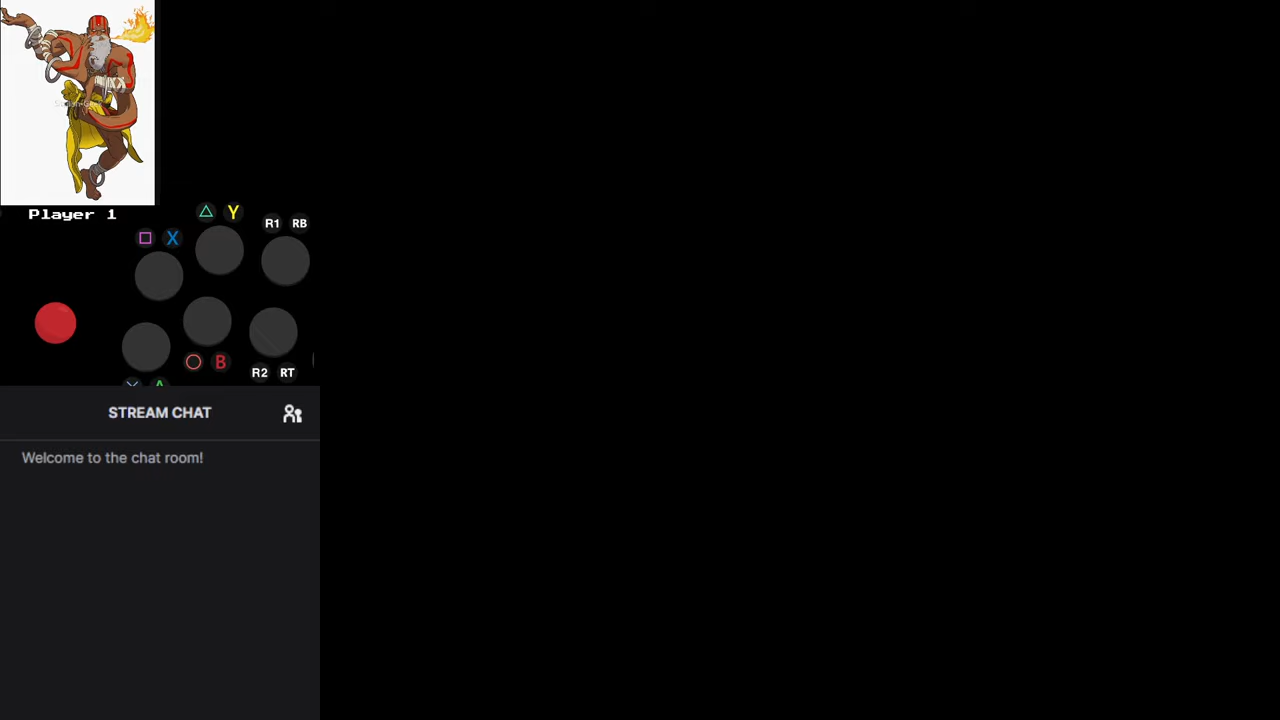 Player 1
Y
R1 RB
X
B
R2 RT
A
STREAM CHAT
Welcome to the chat room!